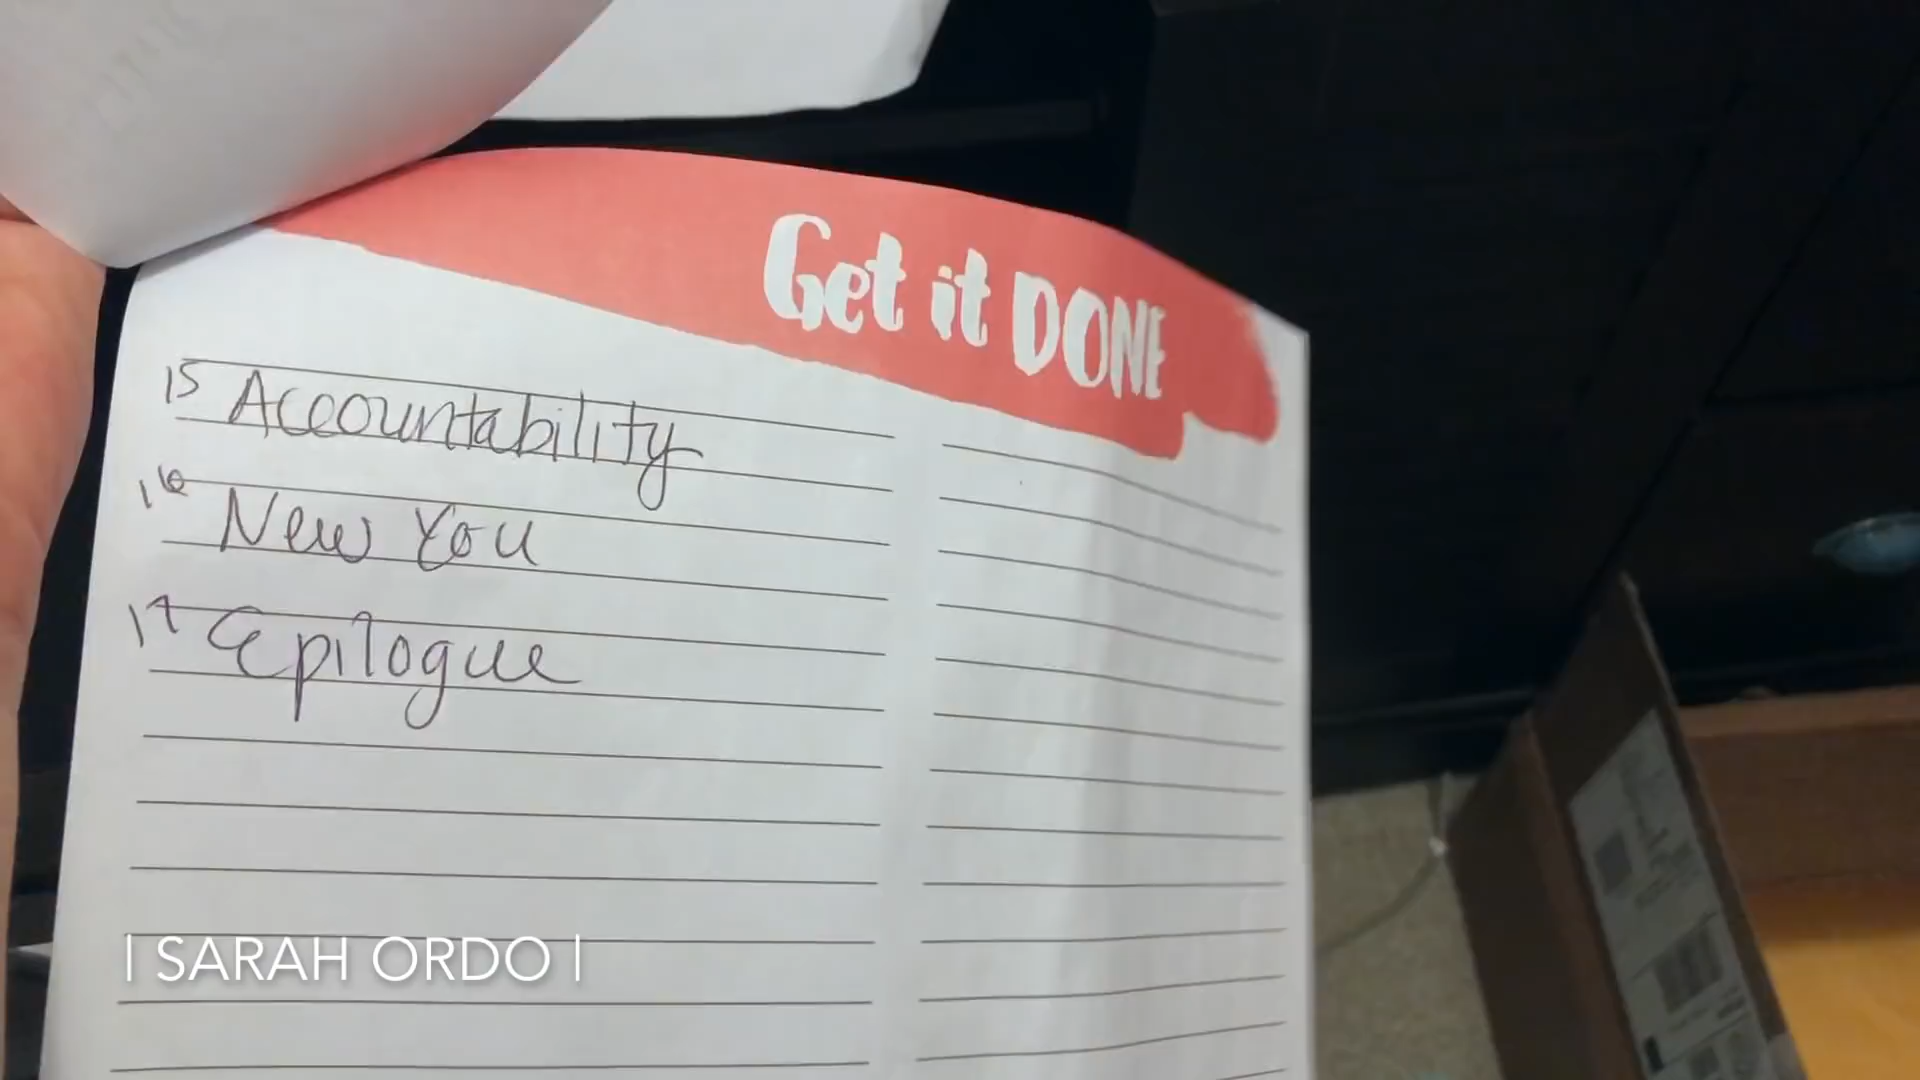 Get it DONE
15 Accountability
16 New You
17 Epilogue
| SARAH ORDO |